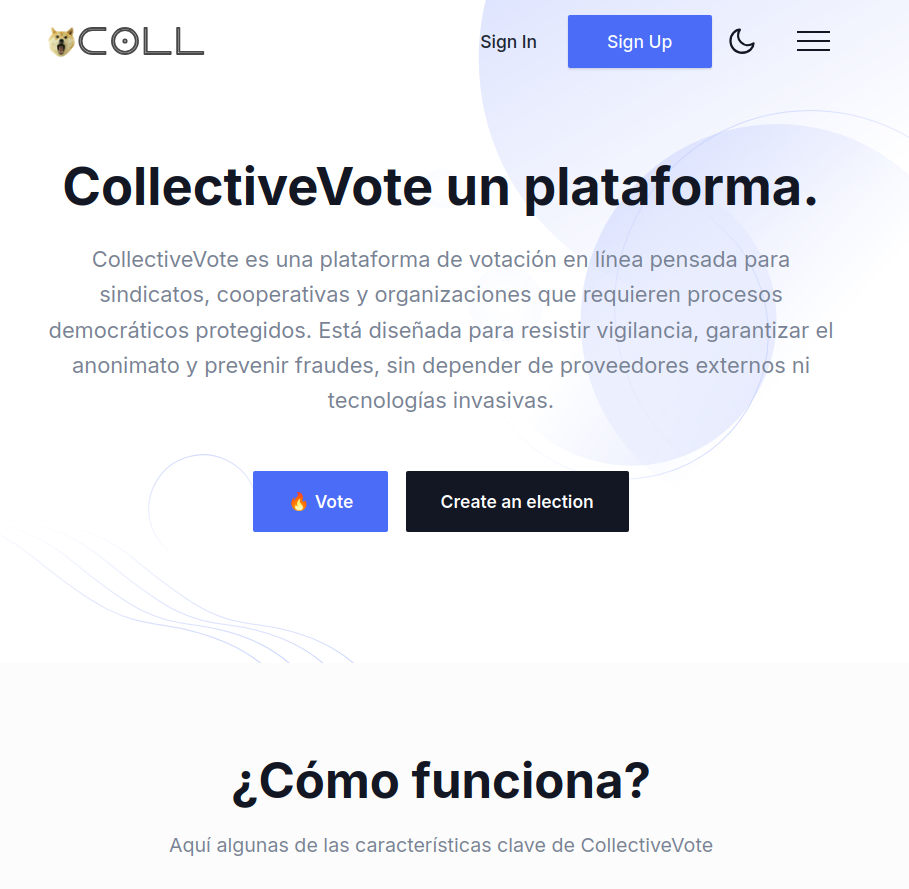 COLL
Sign In
Sign Up
CollectiveVote un plataforma.
CollectiveVote es una plataforma de votación en línea pensada para
sindicatos, cooperativas y organizaciones que requieren procesos
democráticos protegidos. Está diseñada para resistir vigilancia, garantizar el
anonimato y prevenir fraudes, sin depender de proveedores externos ni
tecnologías invasivas.
🔥 Vote
Create an election
¿Cómo funciona?
Aquí algunas de las características clave de CollectiveVote